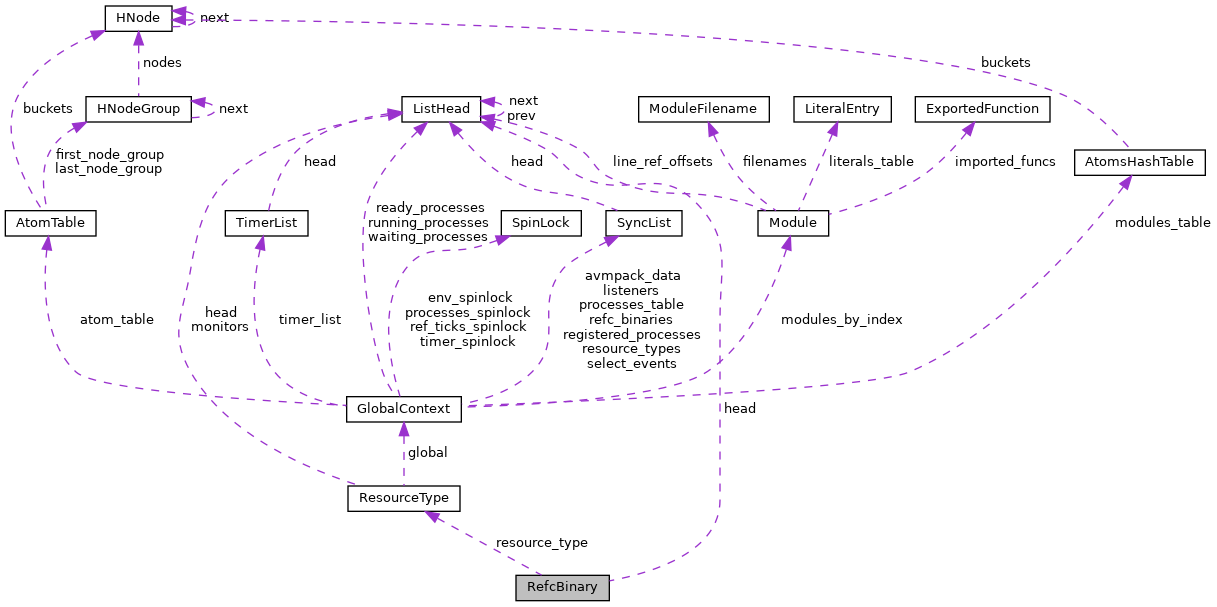 HNode
next
buckets
nodes
HNodeGroup
next
ListHead
next
prev
ModuleFilename
LiteralEntry
ExportedFunction
buckets
first_node_group
last_node_group
head
head
line_ref_offsets
filenames
literals_table
imported_funcs
AtomsHashTable
AtomTable
TimerList
ready_processes
running_processes
waiting_processes
SpinLock
SyncList
Module
modules_table
atom_table
head
monitors
timer_list
env_spinlock
processes_spinlock
ref_ticks_spinlock
timer_spinlock
avmpack_data
listeners
processes_table
refc_binaries
registered_processes
resource_types
select_events
modules_by_index
GlobalContext
head
global
ResourceType
resource_type
RefcBinary